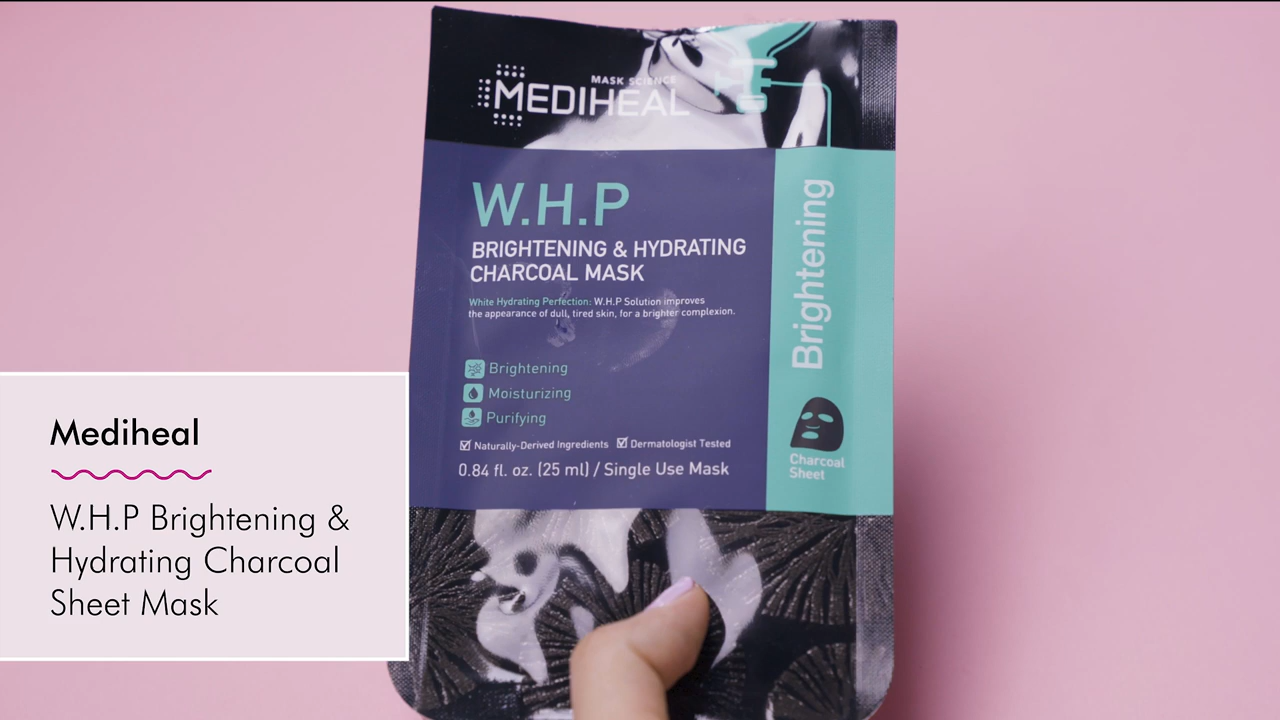 MASK SCIENCE
MEDIHEAL
W.H.P
BRIGHTENING & HYDRATING
CHARCOAL MASK
White Hydrating Perfection: W.H.P Solution improves
the appearance of dull, tired skin, for a brighter complexion.
Brightening
Moisturizing
Purifying
Naturally-Derived Ingredients Dermatologist Tested
0.84 fl. oz. (25 ml) / Single Use Mask
Brightening
Charcoal
Sheet
Mediheal
W.H.P Brightening &
Hydrating Charcoal
Sheet Mask